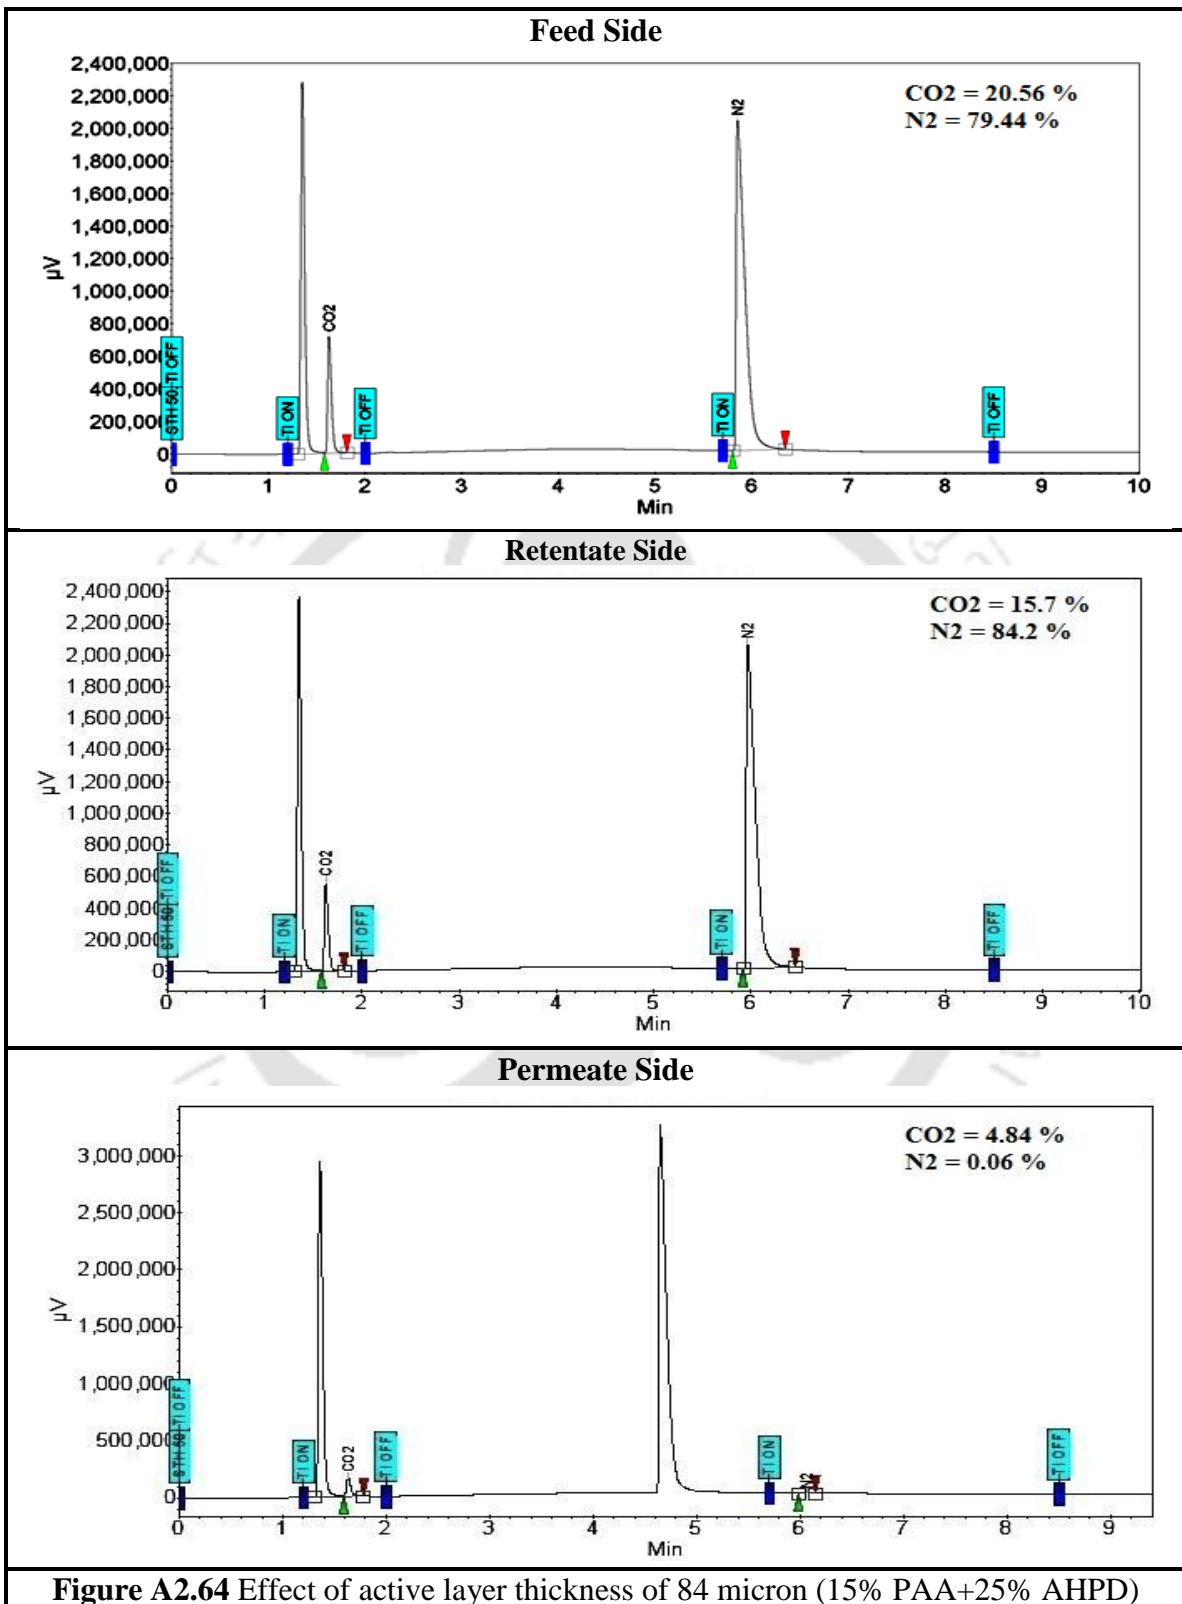 Feed Side
CO2 = 20.56 %
N2 = 79.44 %
2,400,000
2,200,000
2,000,000
1,800,000
1,600,000
1,400,000
1,200,000
1,000,000
800,000
600,000
400,000
200,000
0
µV
STH 50 -TI OFF
TI ON
CO2
TI OFF
TI ON
N2
TI OFF
0 1 2 3 4 5 6 7 8 9 10
Min
Retentate Side
CO2 = 15.7 %
N2 = 84.2 %
2,400,000
2,200,000
2,000,000
1,800,000
1,600,000
1,400,000
1,200,000
1,000,000
800,000
600,000
400,000
200,000
0
µV
STH 50 -TI OFF
TI ON
CO2
TI OFF
TI ON
N2
TI OFF
0 1 2 3 4 5 6 7 8 9 10
Min
Permeate Side
CO2 = 4.84 %
N2 = 0.06 %
3,000,000
2,500,000
2,000,000
1,500,000
1,000,000
500,000
0
µV
STH 50 -TI OFF
TI ON
CO2
TI OFF
TI ON
N2
TI OFF
0 1 2 3 4 5 6 7 8 9
Min
Figure A2.64 Effect of active layer thickness of 84 micron (15% PAA+25% AHPD)